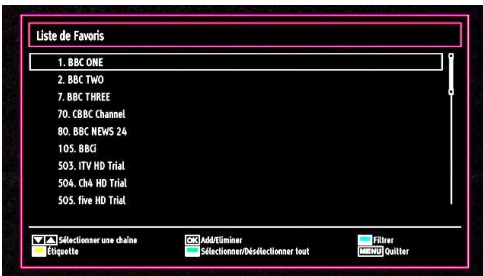 Liste de Favoris
1. BBC ONE
2. BBC TWO
7. BBC THREE
70. CBBC Channel
80. BBC NEWS 24
105. BBCi
503. ITV HD Trial
504. Ch4 HD Trial
505. five HD Trial
Sélectionner une chaîne OK Add/Eliminer Filtrer
Étiquette Sélectionner/Désélectionner tout MENU Quitter